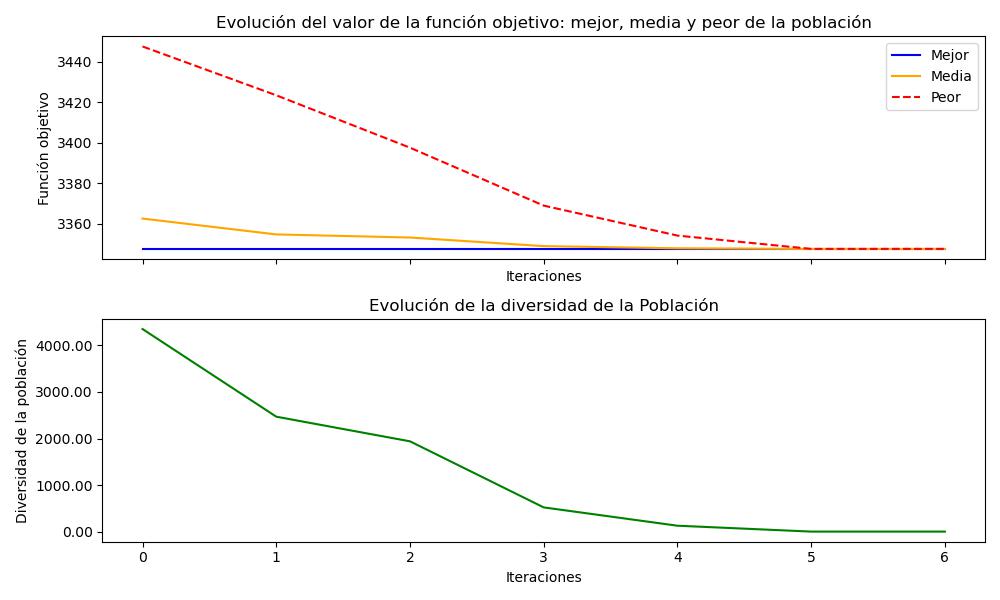 Evolución del valor de la función objetivo: mejor, media y peor de la población
Función objetivo
3440
3420
3400
3380
3360
Mejor
Media
Peor
Iteraciones
Evolución de la diversidad de la Población
Diversidad de la población
4000.00
3000.00
2000.00
1000.00
0.00
0 1 2 3 4 5 6
Iteraciones